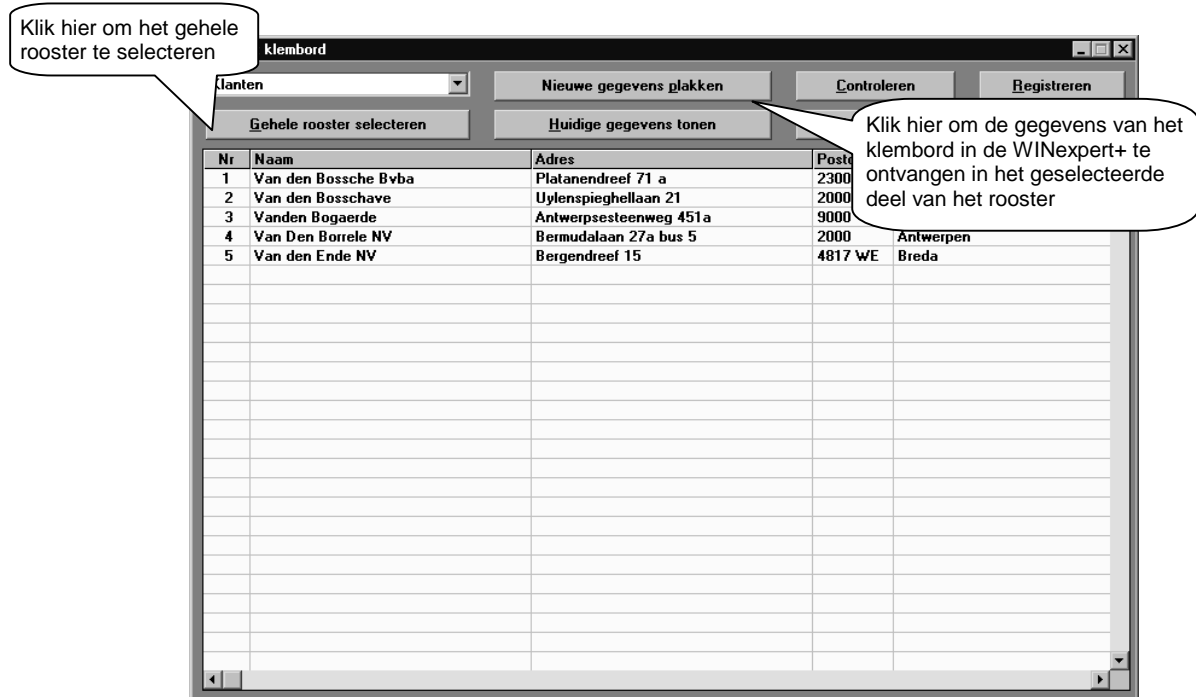 Klik hier om het gehele
rooster te selecteren
klembord
Klanten
Nieuwe gegevens plakken
Controleren
Registreren
Gehele rooster selecteren
Huidige gegevens tonen
Klik hier om de gegevens van het
klembord in de WINexpert+ te
ontvangen in het geselecteerde
deel van het rooster
Nr Naam Adres
1 Van den Bossche Bvba Platanendreef 71 a 2300
2 Van den Bosschave Uylenspieghellaan 21 2000
3 Vanden Bogaerde Antwerpsesteenweg 451a 9000
4 Van Den Borrele NV Bermudalaan 27a bus 5 2000 Antwerpen
5 Van den Ende NV Bergendreef 15 4817 WE Breda